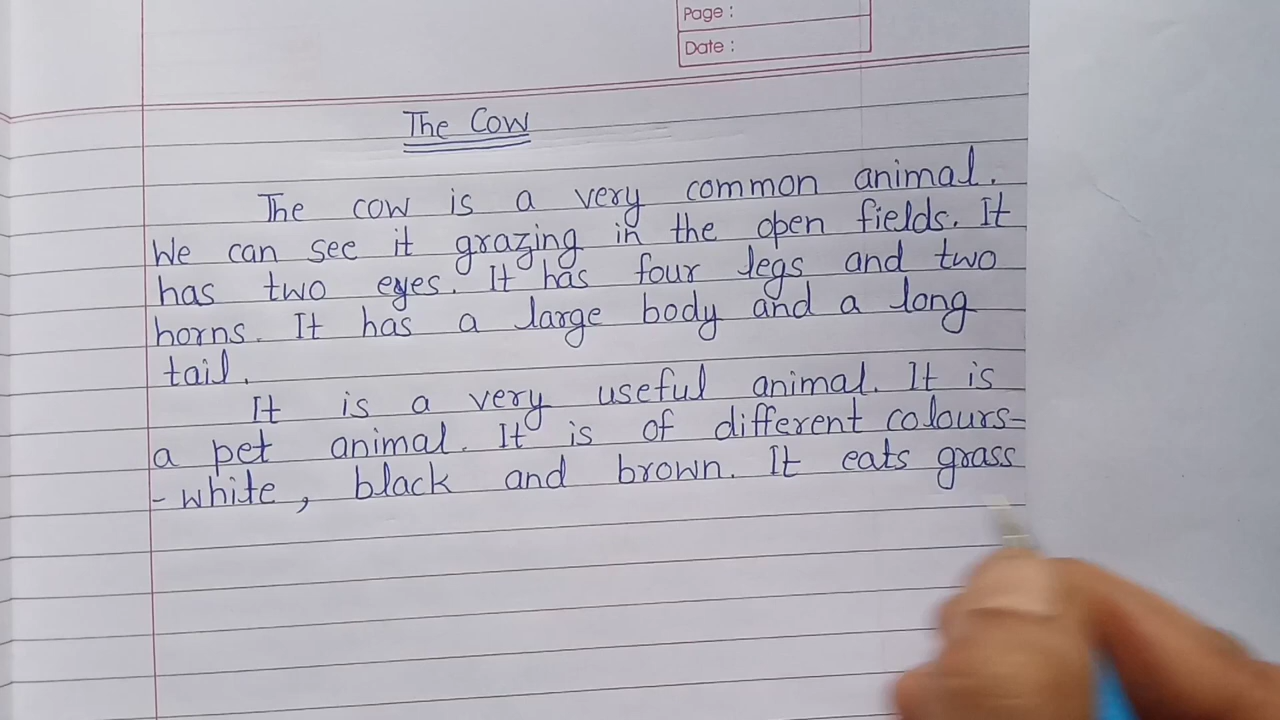 Page :
Date :
The Cow
The cow is a very common animal.
We can see it grazing in the open fields. It
has two eyes. It has four legs and two
horns. It has a large body and a long
tail.
It is a very useful animal. It is
a pet animal. It is of different colours-
- white, black and brown. It eats grass